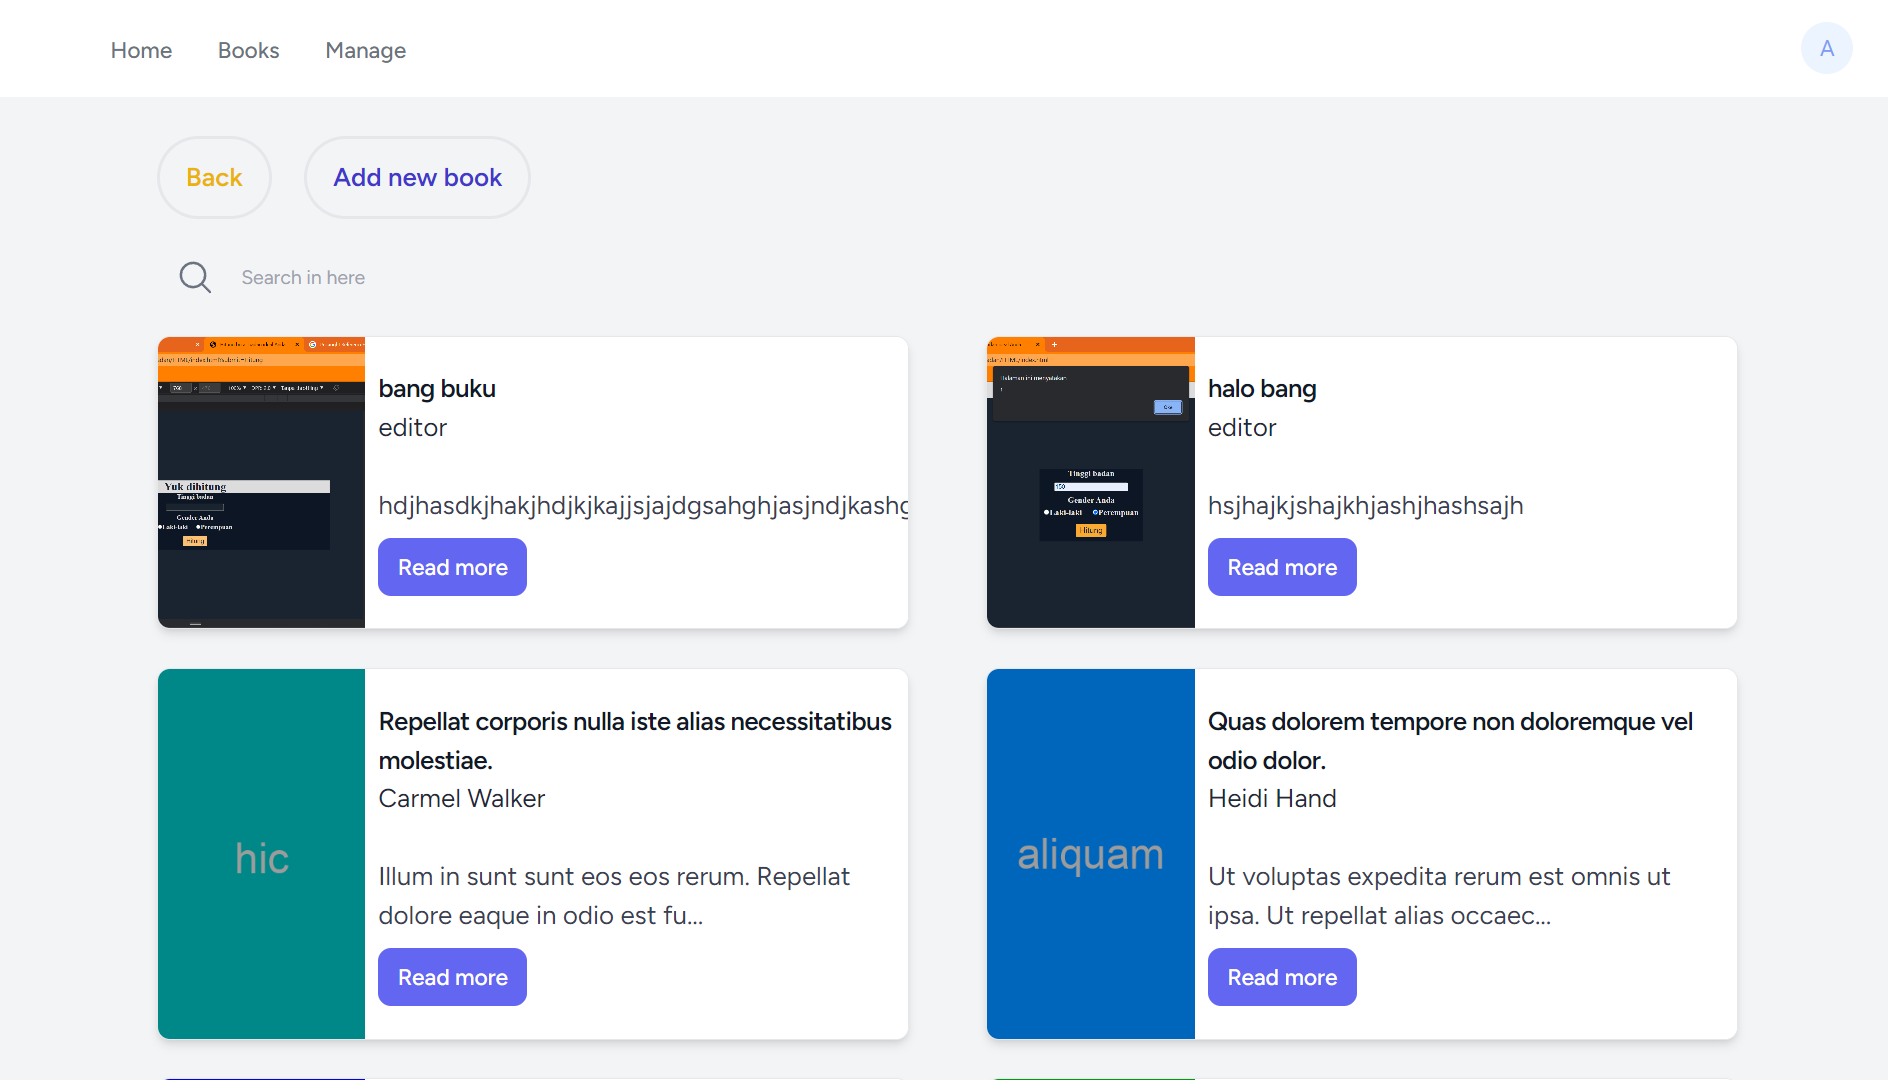 Home Books Manage A
Back Add new book
Search in here
Yuk dihitung
Tinggi badan
Gender Anda
Laki-laki Perempuan
Hitung
bang buku
editor
hdjhasdkjhakjhdjkjkajjsjajdgsahghjasjndjkashg
Read more
Halaman ini menyatakan
Oke
Tinggi badan
150
Gender Anda
Laki-laki Perempuan
Hitung
halo bang
editor
hsjhajkjshajkhjashjhashsajh
Read more
hic
Repellat corporis nulla iste alias necessitatibus
molestiae.
Carmel Walker
Illum in sunt sunt eos eos rerum. Repellat
dolore eaque in odio est fu...
Read more
aliquam
Quas dolorem tempore non doloremque vel
odio dolor.
Heidi Hand
Ut voluptas expedita rerum est omnis ut
ipsa. Ut repellat alias occaec...
Read more